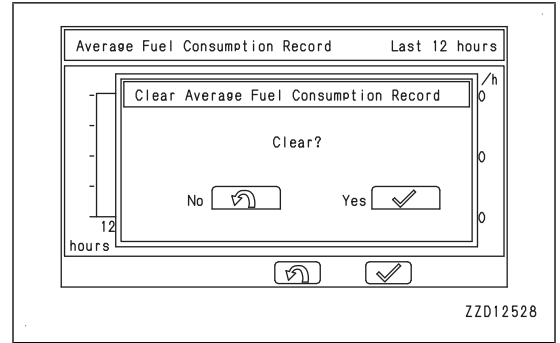 Average Fuel Consumption Record Last 12 hours
/h
Clear Average Fuel Consumption Record
0
Clear?
0
No Yes
0
12
hours
ZZD12528